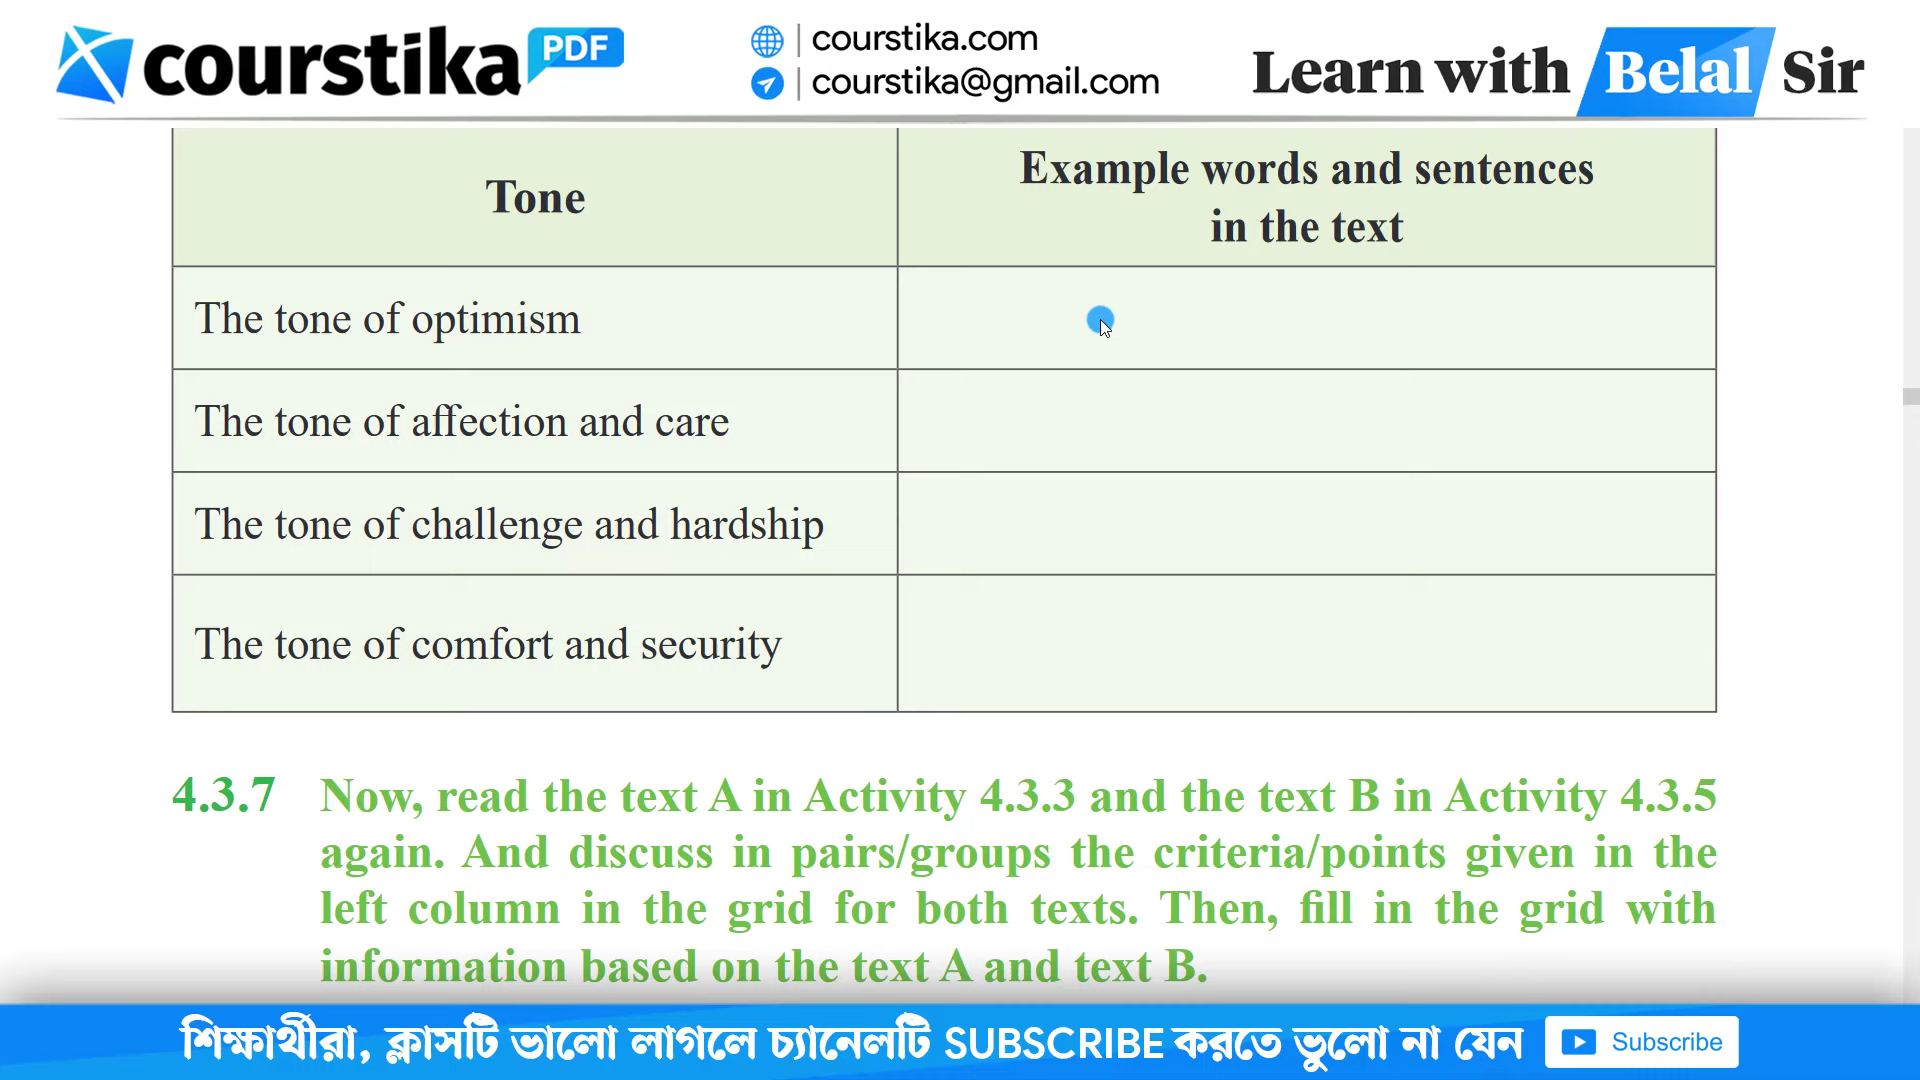 courstika PDF
courstika.com
courstika@gmail.com
Learn with Belal Sir
Tone
Example words and sentences
in the text
The tone of optimism
The tone of affection and care
The tone of challenge and hardship
The tone of comfort and security
4.3.7 Now, read the text A in Activity 4.3.3 and the text B in Activity 4.3.5
again. And discuss in pairs/groups the criteria/points given in the
left column in the grid for both texts. Then, fill in the grid with
information based on the text A and text B.
শিক্ষার্থীরা, ক্লাসটি ভালো লাগলে চ্যানেলটি SUBSCRIBE করতে ভুলো না যেন
Subscribe